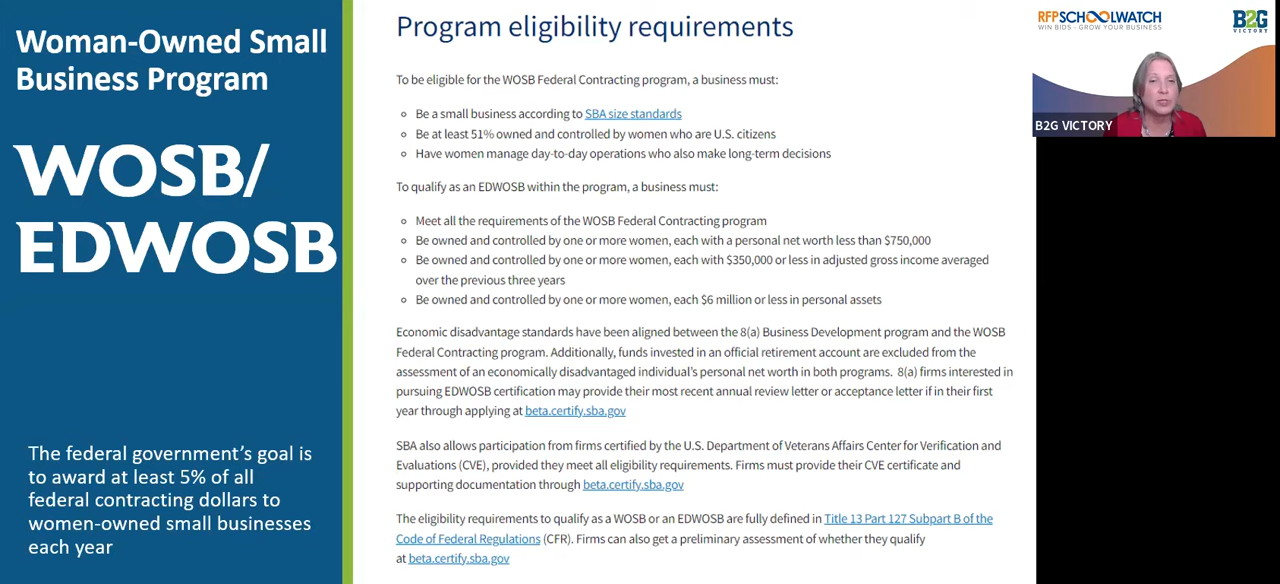 Woman-Owned Small
Business Program
WOSB/
EDWOSB
The federal government's goal is
to award at least 5% of all
federal contracting dollars to
women-owned small businesses
each year
Program eligibility requirements
To be eligible for the WOSB Federal Contracting program, a business must:
Be a small business according to SBA size standards
Be at least 51% owned and controlled by women who are U.S. citizens
Have women manage day-to-day operations who also make long-term decisions
To qualify as an EDWOSB within the program, a business must:
Meet all the requirements of the WOSB Federal Contracting program
Be owned and controlled by one or more women, each with a personal net worth less than $750,000
Be owned and controlled by one or more women, each with $350,000 or less in adjusted gross income averaged
over the previous three years
Be owned and controlled by one or more women, each $6 million or less in personal assets
Economic disadvantage standards have been aligned between the 8(a) Business Development program and the WOSB
Federal Contracting program. Additionally, funds invested in an official retirement account are excluded from the
assessment of an economically disadvantaged individual's personal net worth in both programs. 8(a) firms interested in
pursuing EDWOSB certification may provide their most recent annual review letter or acceptance letter if in their first
year through applying at beta.certify.sba.gov
SBA also allows participation from firms certified by the U.S. Department of Veterans Affairs Center for Verification and
Evaluations (CVE), provided they meet all eligibility requirements. Firms must provide their CVE certificate and
supporting documentation through beta.certify.sba.gov
The eligibility requirements to qualify as a WOSB or an EDWOSB are fully defined in Title 13 Part 127 Subpart B of the
Code of Federal Regulations (CFR). Firms can also get a preliminary assessment of whether they qualify
at beta.certify.sba.gov
RFPSCHOOLWATCH
WIN BIDS - GROW YOUR BUSINESS
B2G
VICTORY
B2G VICTORY